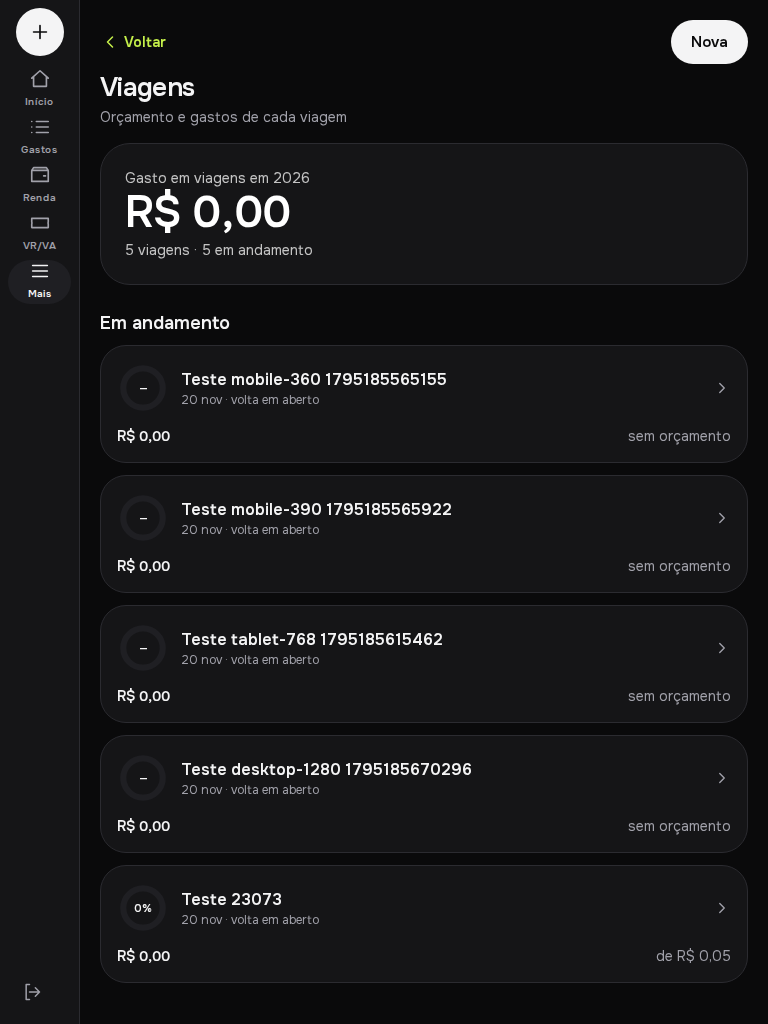 Início
Gastos
Renda
VR/VA
Mais
Voltar
Nova
Viagens
Orçamento e gastos de cada viagem
Gasto em viagens em 2026
R$ 0,00
5 viagens · 5 em andamento
Em andamento
–
Teste mobile-360 1795185565155
20 nov · volta em aberto
R$ 0,00
sem orçamento
–
Teste mobile-390 1795185565922
20 nov · volta em aberto
R$ 0,00
sem orçamento
–
Teste tablet-768 1795185615462
20 nov · volta em aberto
R$ 0,00
sem orçamento
–
Teste desktop-1280 1795185670296
20 nov · volta em aberto
R$ 0,00
sem orçamento
0%
Teste 23073
20 nov · volta em aberto
R$ 0,00
de R$ 0,05